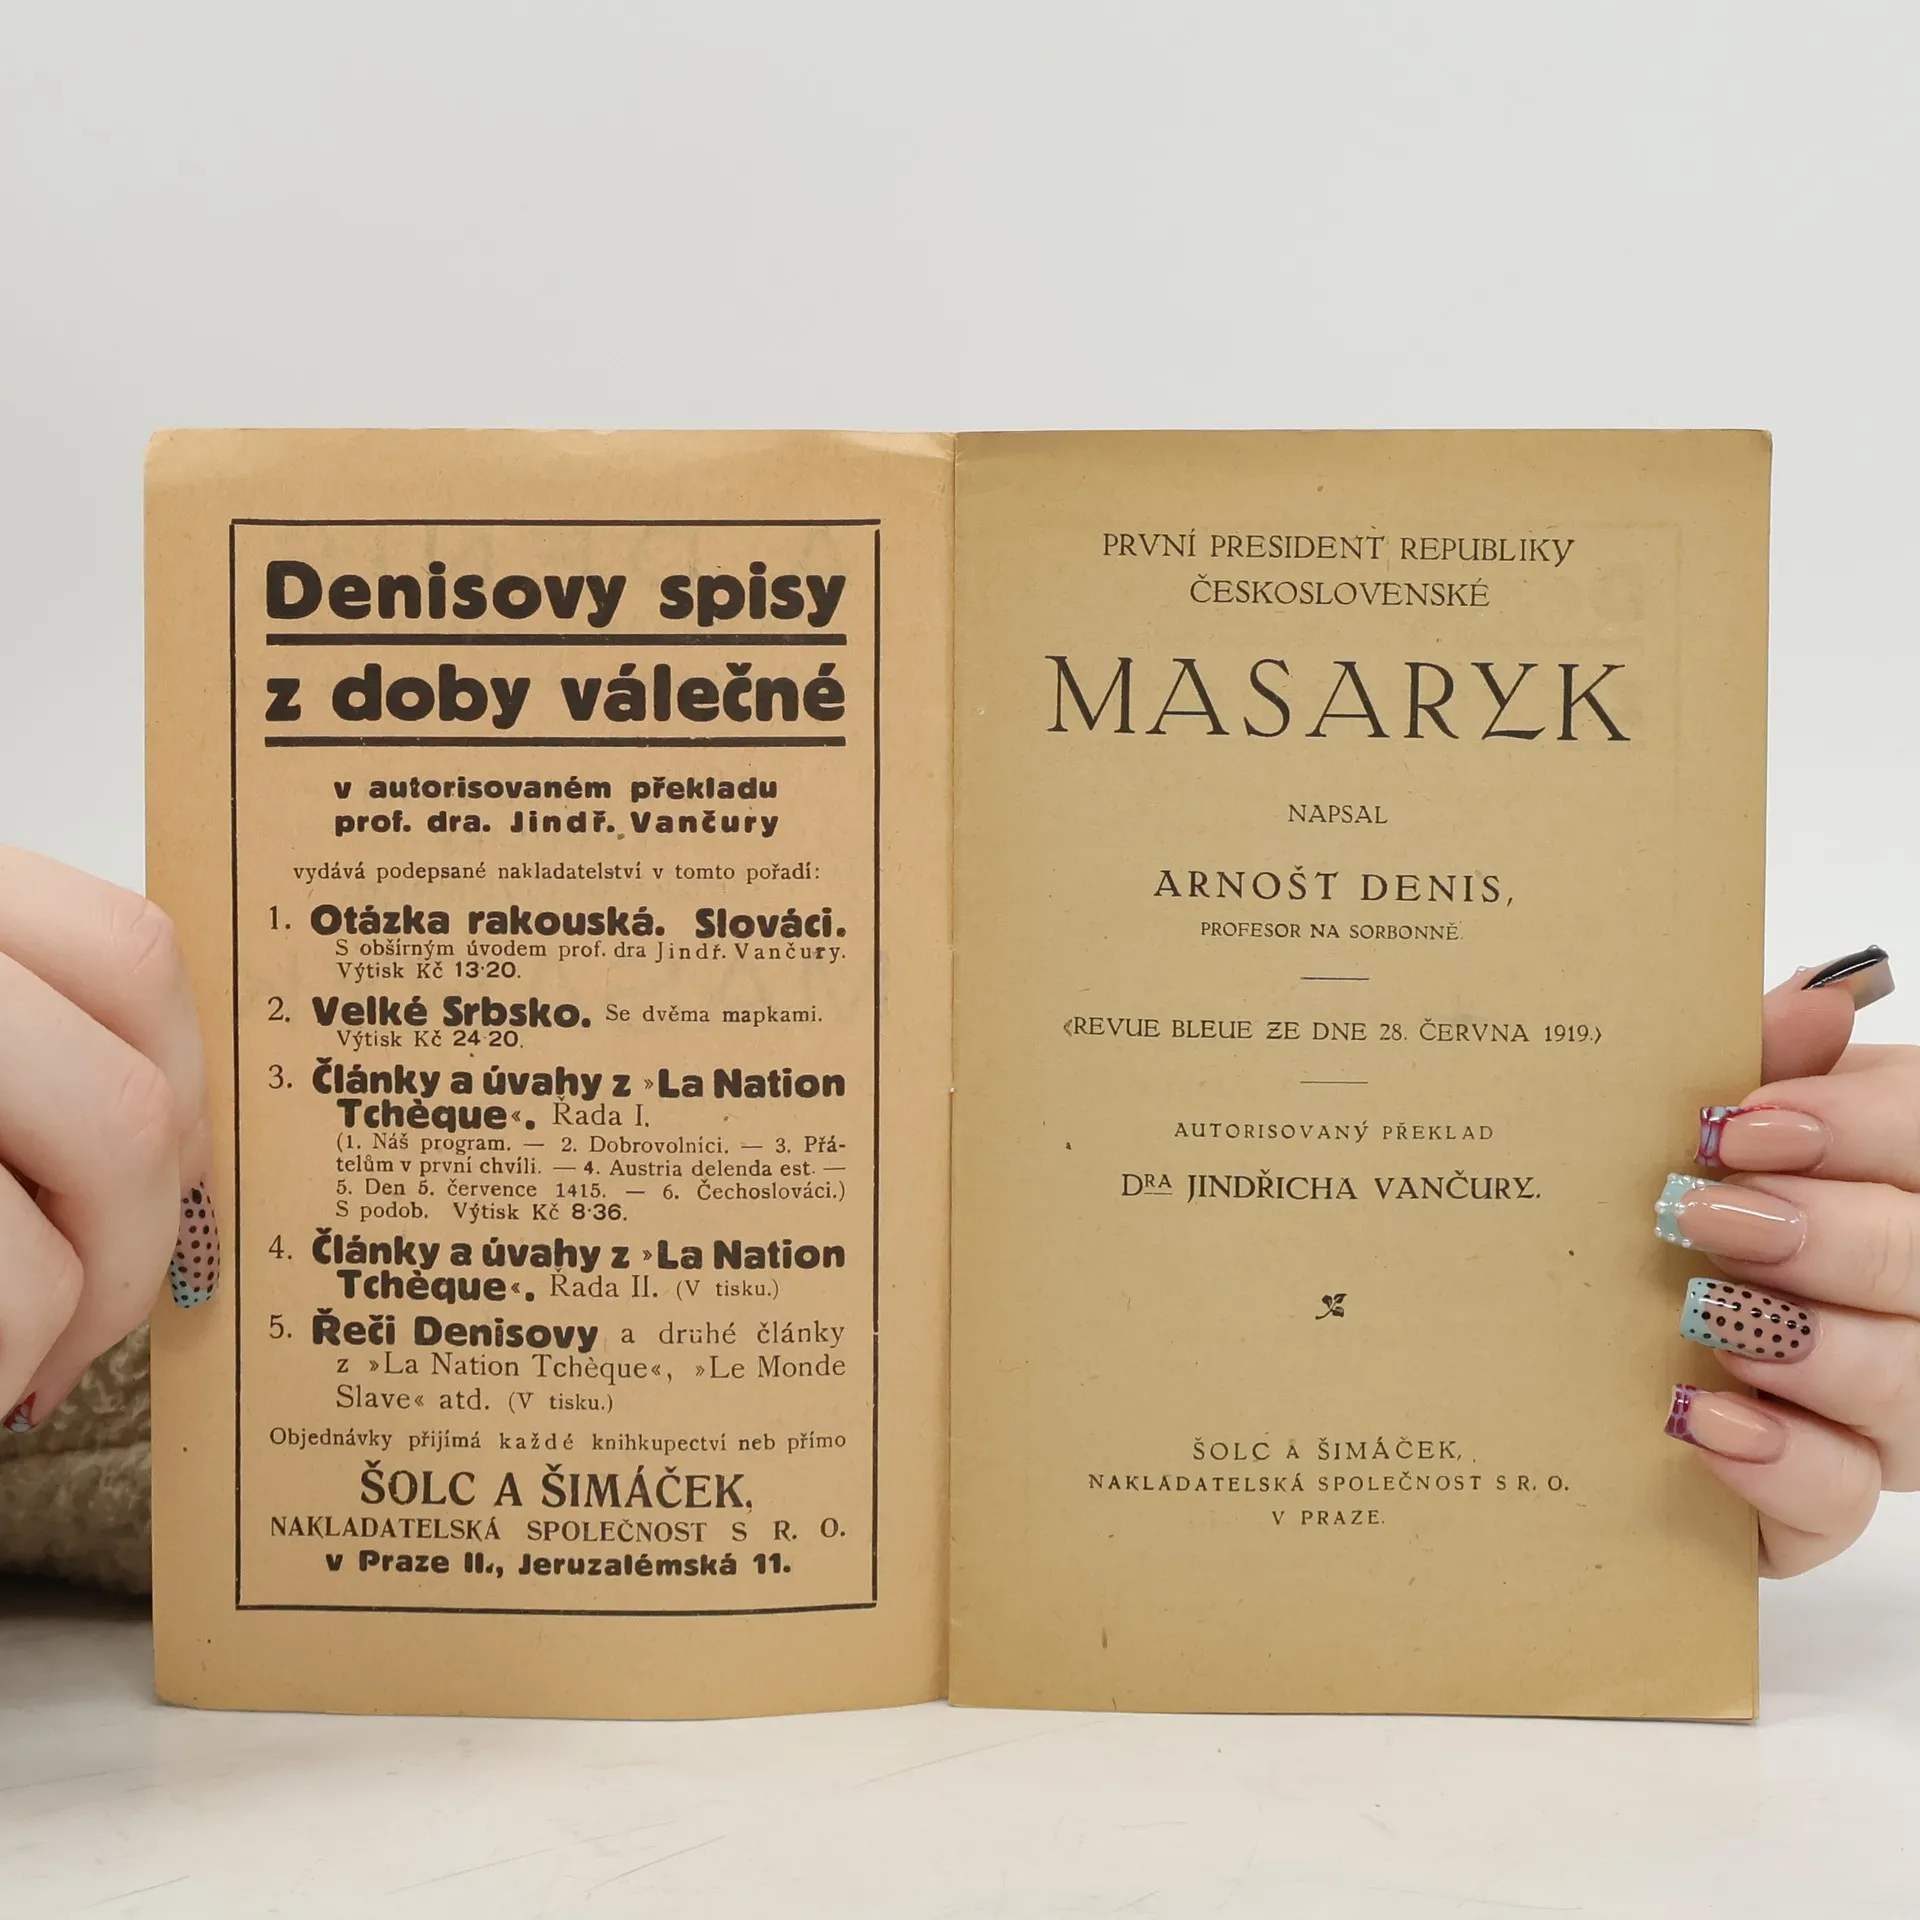 Denisovy spisy
z doby válečné
v autorisovaném překladu
prof. dra. Jindř. Vančury
vydává podepsané nakladatelství v tomto pořadí:
1. Otázka rakouská. Slováci.
S obšírným úvodem prof. dra Jindř. Vančury.
Výtisk Kč 13·20.
2. Velké Srbsko. Se dvěma mapkami.
Výtisk Kč 24·20.
3. Články a úvahy z »La Nation
Tchèque«. Řada I.
(1. Náš program. — 2. Dobrovolníci. — 3. Přá-
telům v první chvíli. — 4. Austria delenda est. —
5. Den 5. července 1415. — 6. Čechoslováci.)
S podob. Výtisk Kč 8·36.
4. Články a úvahy z »La Nation
Tchèque«. Řada II. (V tisku.)
5. Řeči Denisovy a druhé články
z »La Nation Tchèque«, »Le Monde
Slave« atd. (V tisku.)
Objednávky přijímá každé knihkupectví neb přímo
ŠOLC A ŠIMÁČEK,
NAKLADATELSKÁ SPOLEČNOST S R. O.
v Praze II., Jeruzalémská 11.
PRVNÍ PRESIDENT REPUBLIKY
ČESKOSLOVENSKÉ
MASARYK
NAPSAL
ARNOŠT DENIS,
PROFESOR NA SORBONNĚ.
(REVUE BLEUE ZE DNE 28. ČERVNA 1919.)
AUTORISOVANÝ PŘEKLAD
DRA JINDŘICHA VANČURY.
ŠOLC A ŠIMÁČEK,
NAKLADATELSKÁ SPOLEČNOST S R. O.
V PRAZE.